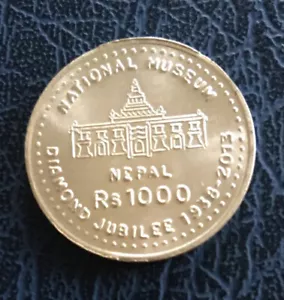 NATIONAL MUSEUM
NEPAL
Rs 1000
DIAMOND JUBILEE 1938-2013